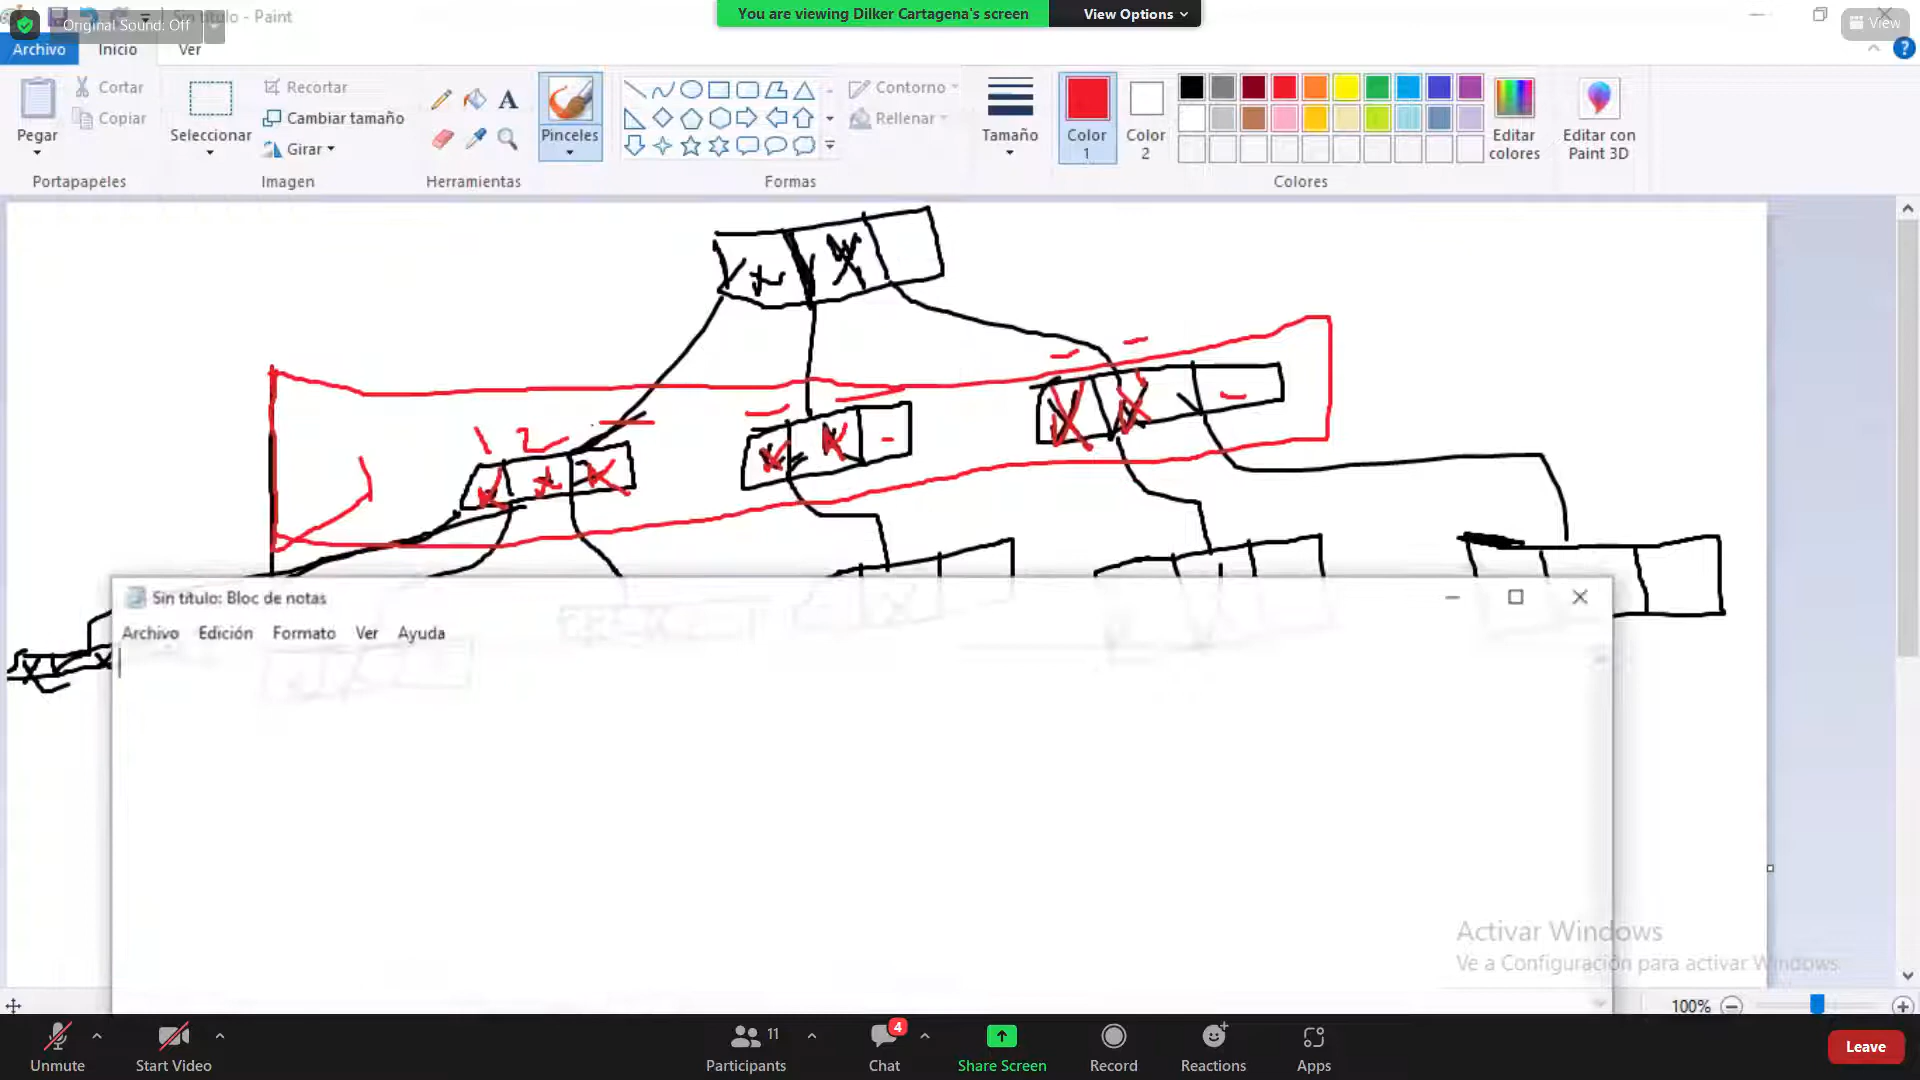 Sin título - Paint
Original Sound: Off
You are viewing Dilker Cartagena's screen
View Options
View
Archivo
Inicio
Ver
Pegar
Cortar
Copiar
Portapapeles
Seleccionar
Recortar
Cambiar tamaño
Girar
Imagen
A
Herramientas
Pinceles
Formas
Contorno
Rellenar
Tamaño
Color 1
Color 2
Editar colores
Editar con Paint 3D
Colores
?
1 2
Sin título: Bloc de notas
Archivo Edición Formato Ver Ayuda
Activar Windows
Ve a Configuración para activar Windows.
100%
Unmute
Start Video
Participants
11
Chat
4
Share Screen
Record
Reactions
Apps
Leave